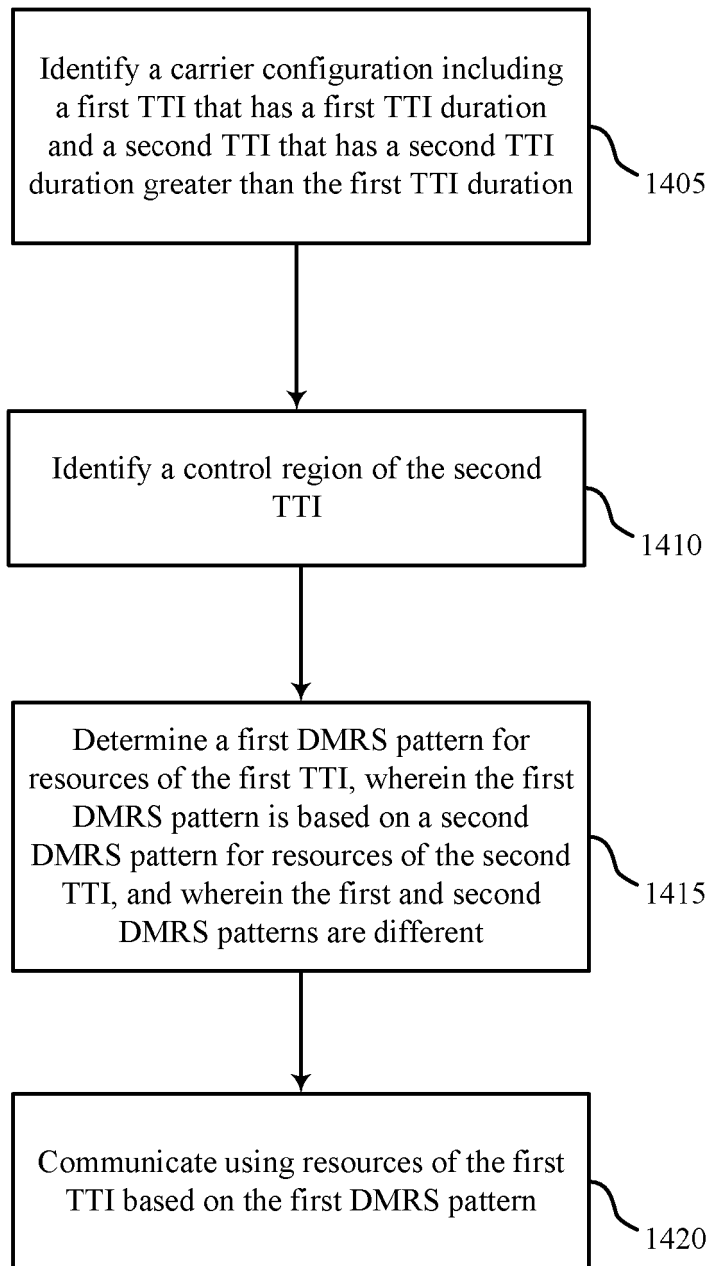 Identify a carrier configuration including
a first TTI that has a first TTI duration
and a second TTI that has a second TTI
duration greater than the first TTI duration
1405
Identify a control region of the second
TTI
1410
Determine a first DMRS pattern for
resources of the first TTI, wherein the first
DMRS pattern is based on a second
DMRS pattern for resources of the second
TTI, and wherein the first and second
DMRS patterns are different
1415
Communicate using resources of the first
TTI based on the first DMRS pattern
1420